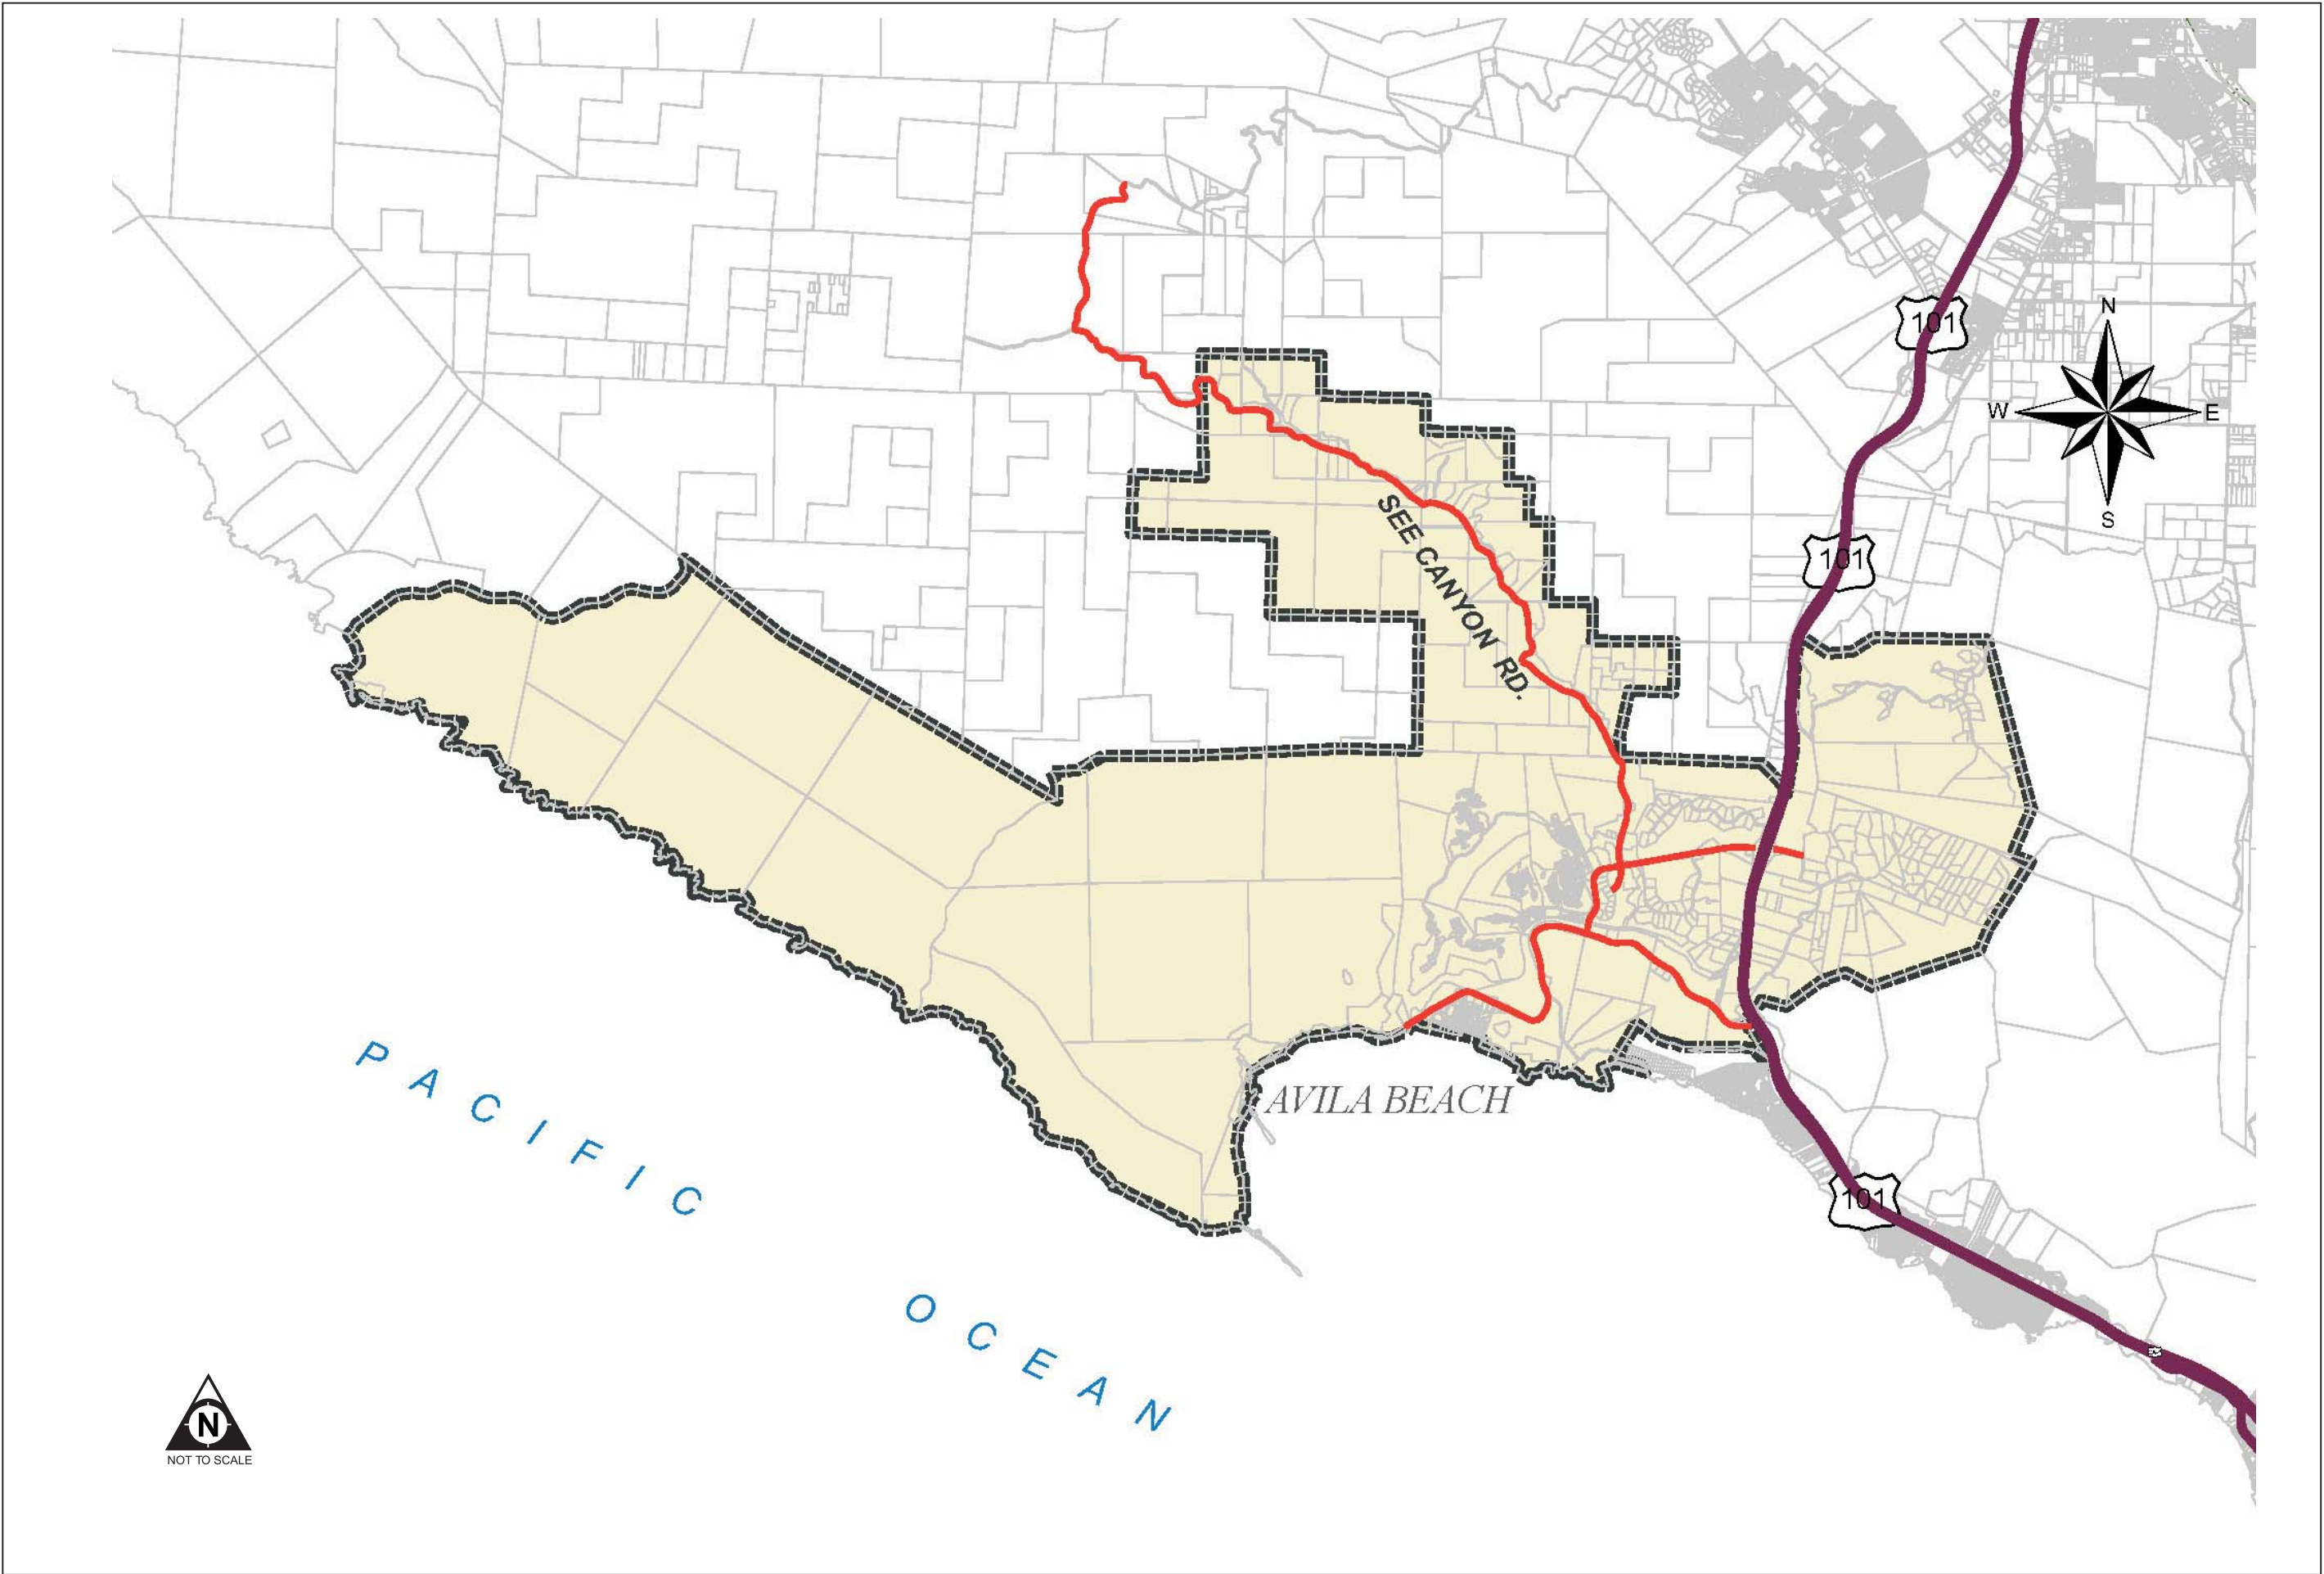 101
N
W
E
S
101
SEE CANYON RD.
PACIFIC
OCEAN
AVILA BEACH
101
N
NOT TO SCALE